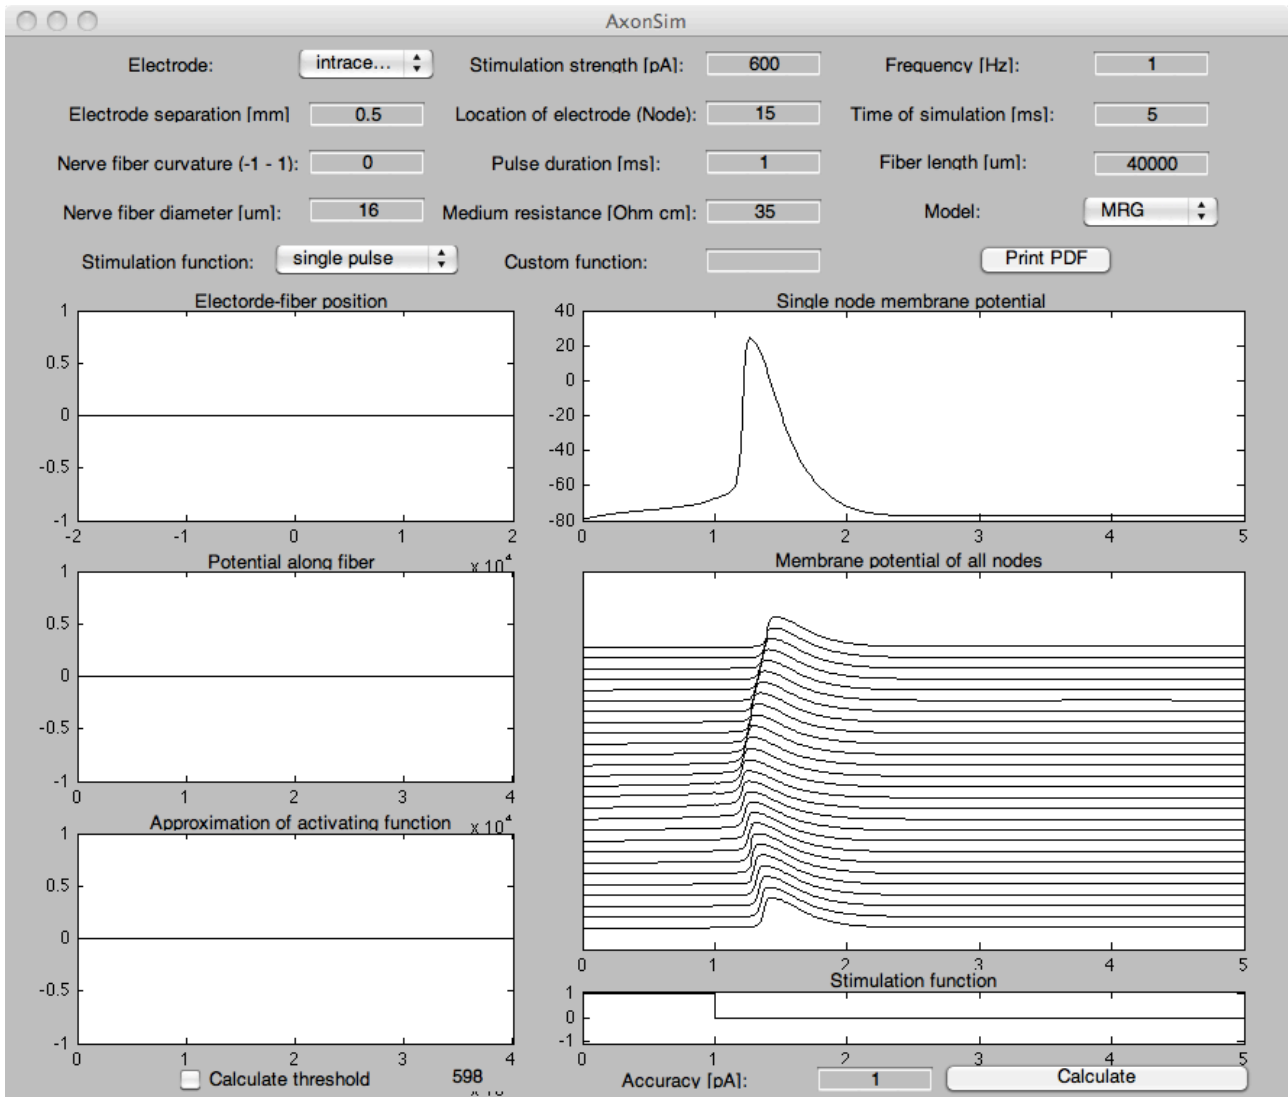 AxonSim
Electrode: intrace... Stimulation strength [pA]: 600 Frequency [Hz]: 1
Electrode separation [mm] 0.5 Location of electrode (Node): 15 Time of simulation [ms]: 5
Nerve fiber curvature (-1 - 1): 0 Pulse duration [ms]: 1 Fiber length [um]: 40000
Nerve fiber diameter [um]: 16 Medium resistance [Ohm cm]: 35 Model: MRG
Stimulation function: single pulse Custom function: Print PDF
Electorde-fiber position
1
0.5
0
-0.5
-1
-2 -1 0 1 2
x 10⁴
Single node membrane potential
40
20
0
-80
-40
-60
-80
0 1 2 3 4 5
Potential along fiber
1
0.5
0
-0.5
-1
0 1 2 3 4
x 10⁴
Membrane potential of all nodes
0 1 2 3 4 5
Approximation of activating function
1
0.5
0
-0.5
-1
0 1 2 3 4
Stimulation function
1
0
-1
0 1 2 3 4 5
Calculate threshold 598 Accuracy [pA]: 1 Calculate